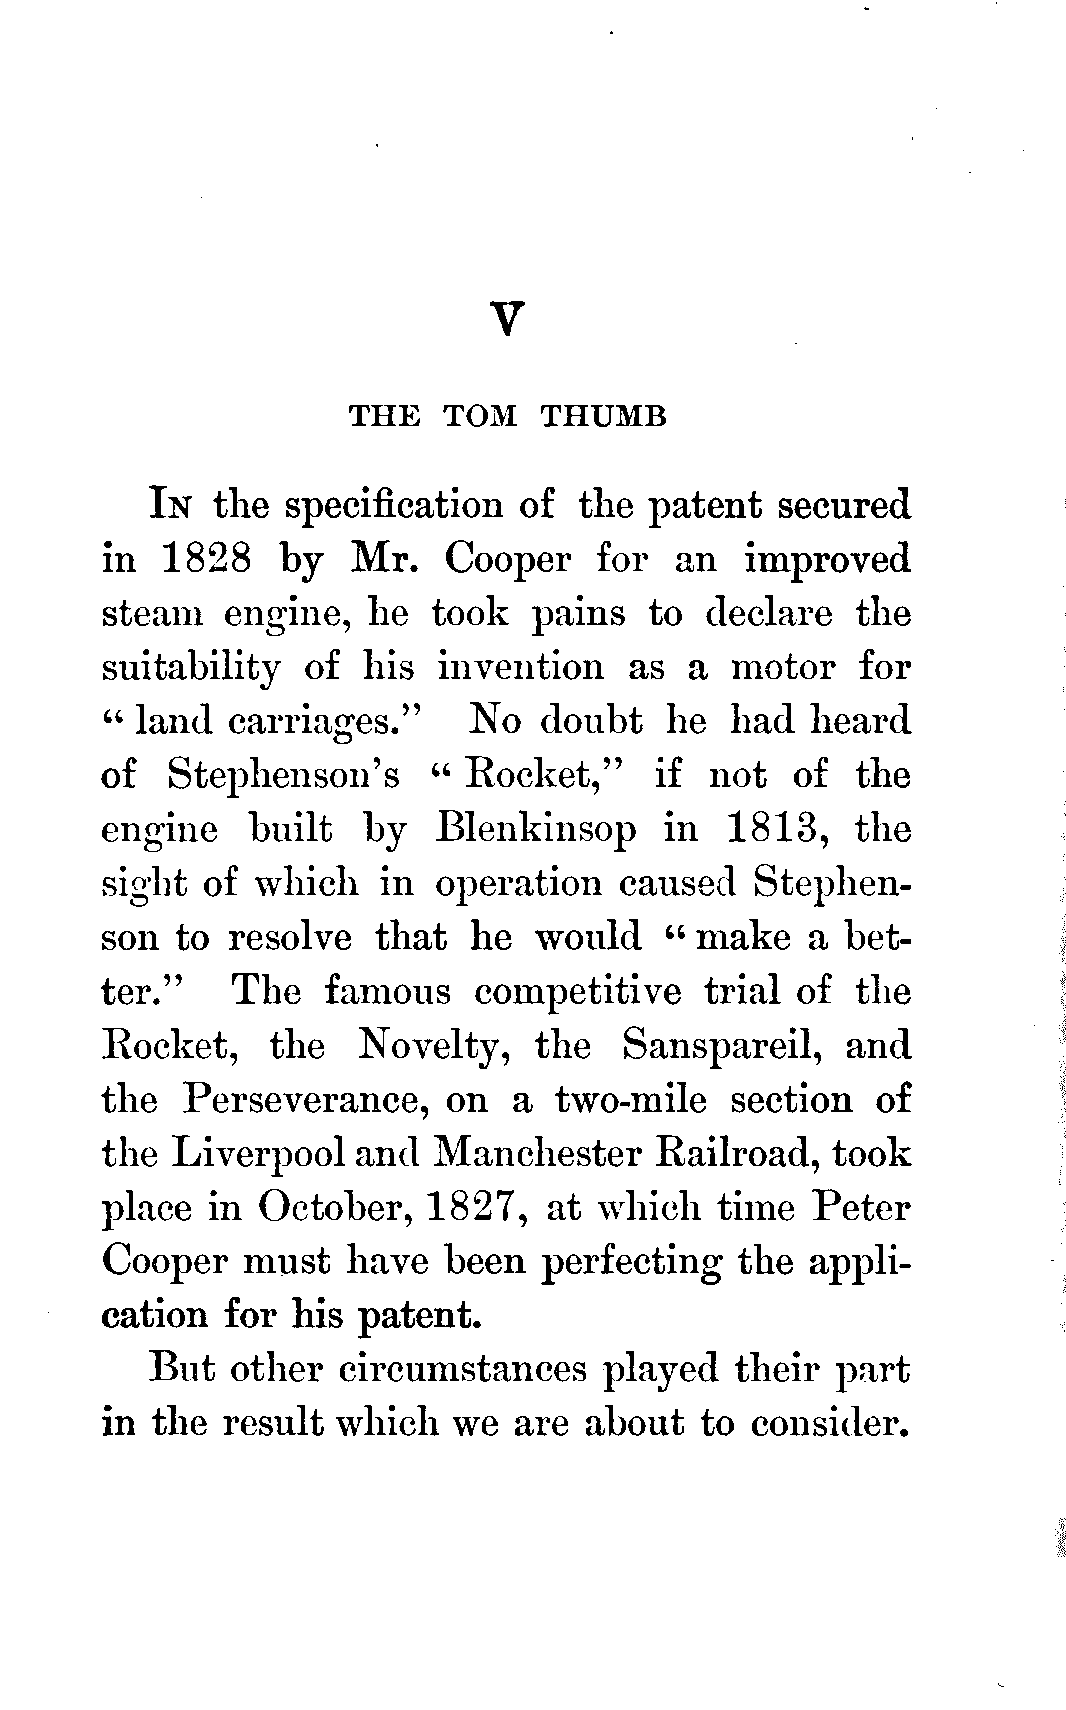 V
THE TOM THUMB
IN the specification of the patent secured
in 1828 by Mr. Cooper for an improved
steam engine, he took pains to declare the
suitability of his invention as a motor for
“ land carriages.” No doubt he had heard
of Stephenson’s “ Rocket,” if not of the
engine built by Blenkinsop in 1813, the
sight of which in operation caused Stephen-
son to resolve that he would “ make a bet-
ter.” The famous competitive trial of the
Rocket, the Novelty, the Sanspareil, and
the Perseverance, on a two-mile section of
the Liverpool and Manchester Railroad, took
place in October, 1827, at which time Peter
Cooper must have been perfecting the appli-
cation for his patent.
But other circumstances played their part
in the result which we are about to consider.